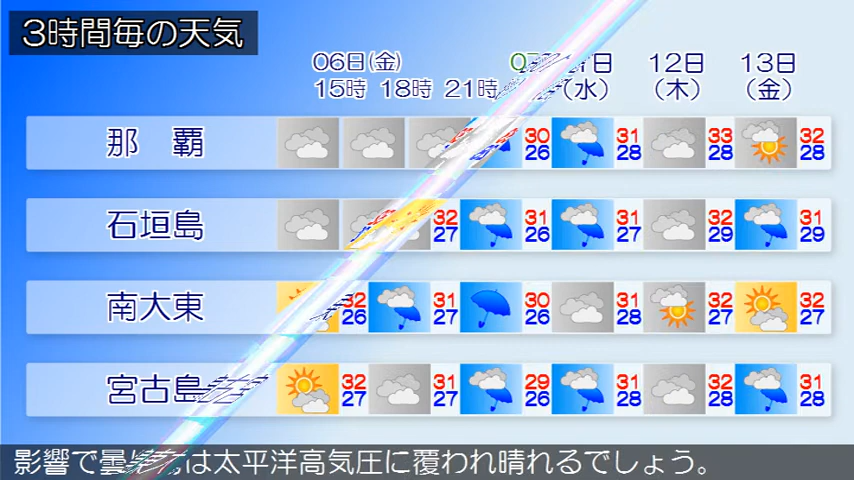 3時間毎の天気
06日(金)
15時 18時 21時
日 12日 13日
(水) (木) (金)
那覇 30 31 33 32
26 28 28 28
石垣島 32 31 31 32 31
27 26 27 29 29
南大東 32 31 30 31 32 32
26 27 26 28 27 27
宮古島 32 31 29 31 32 31
27 27 26 28 28 28
影響で曇 は太平洋高気圧に覆われ晴れるでしょう。